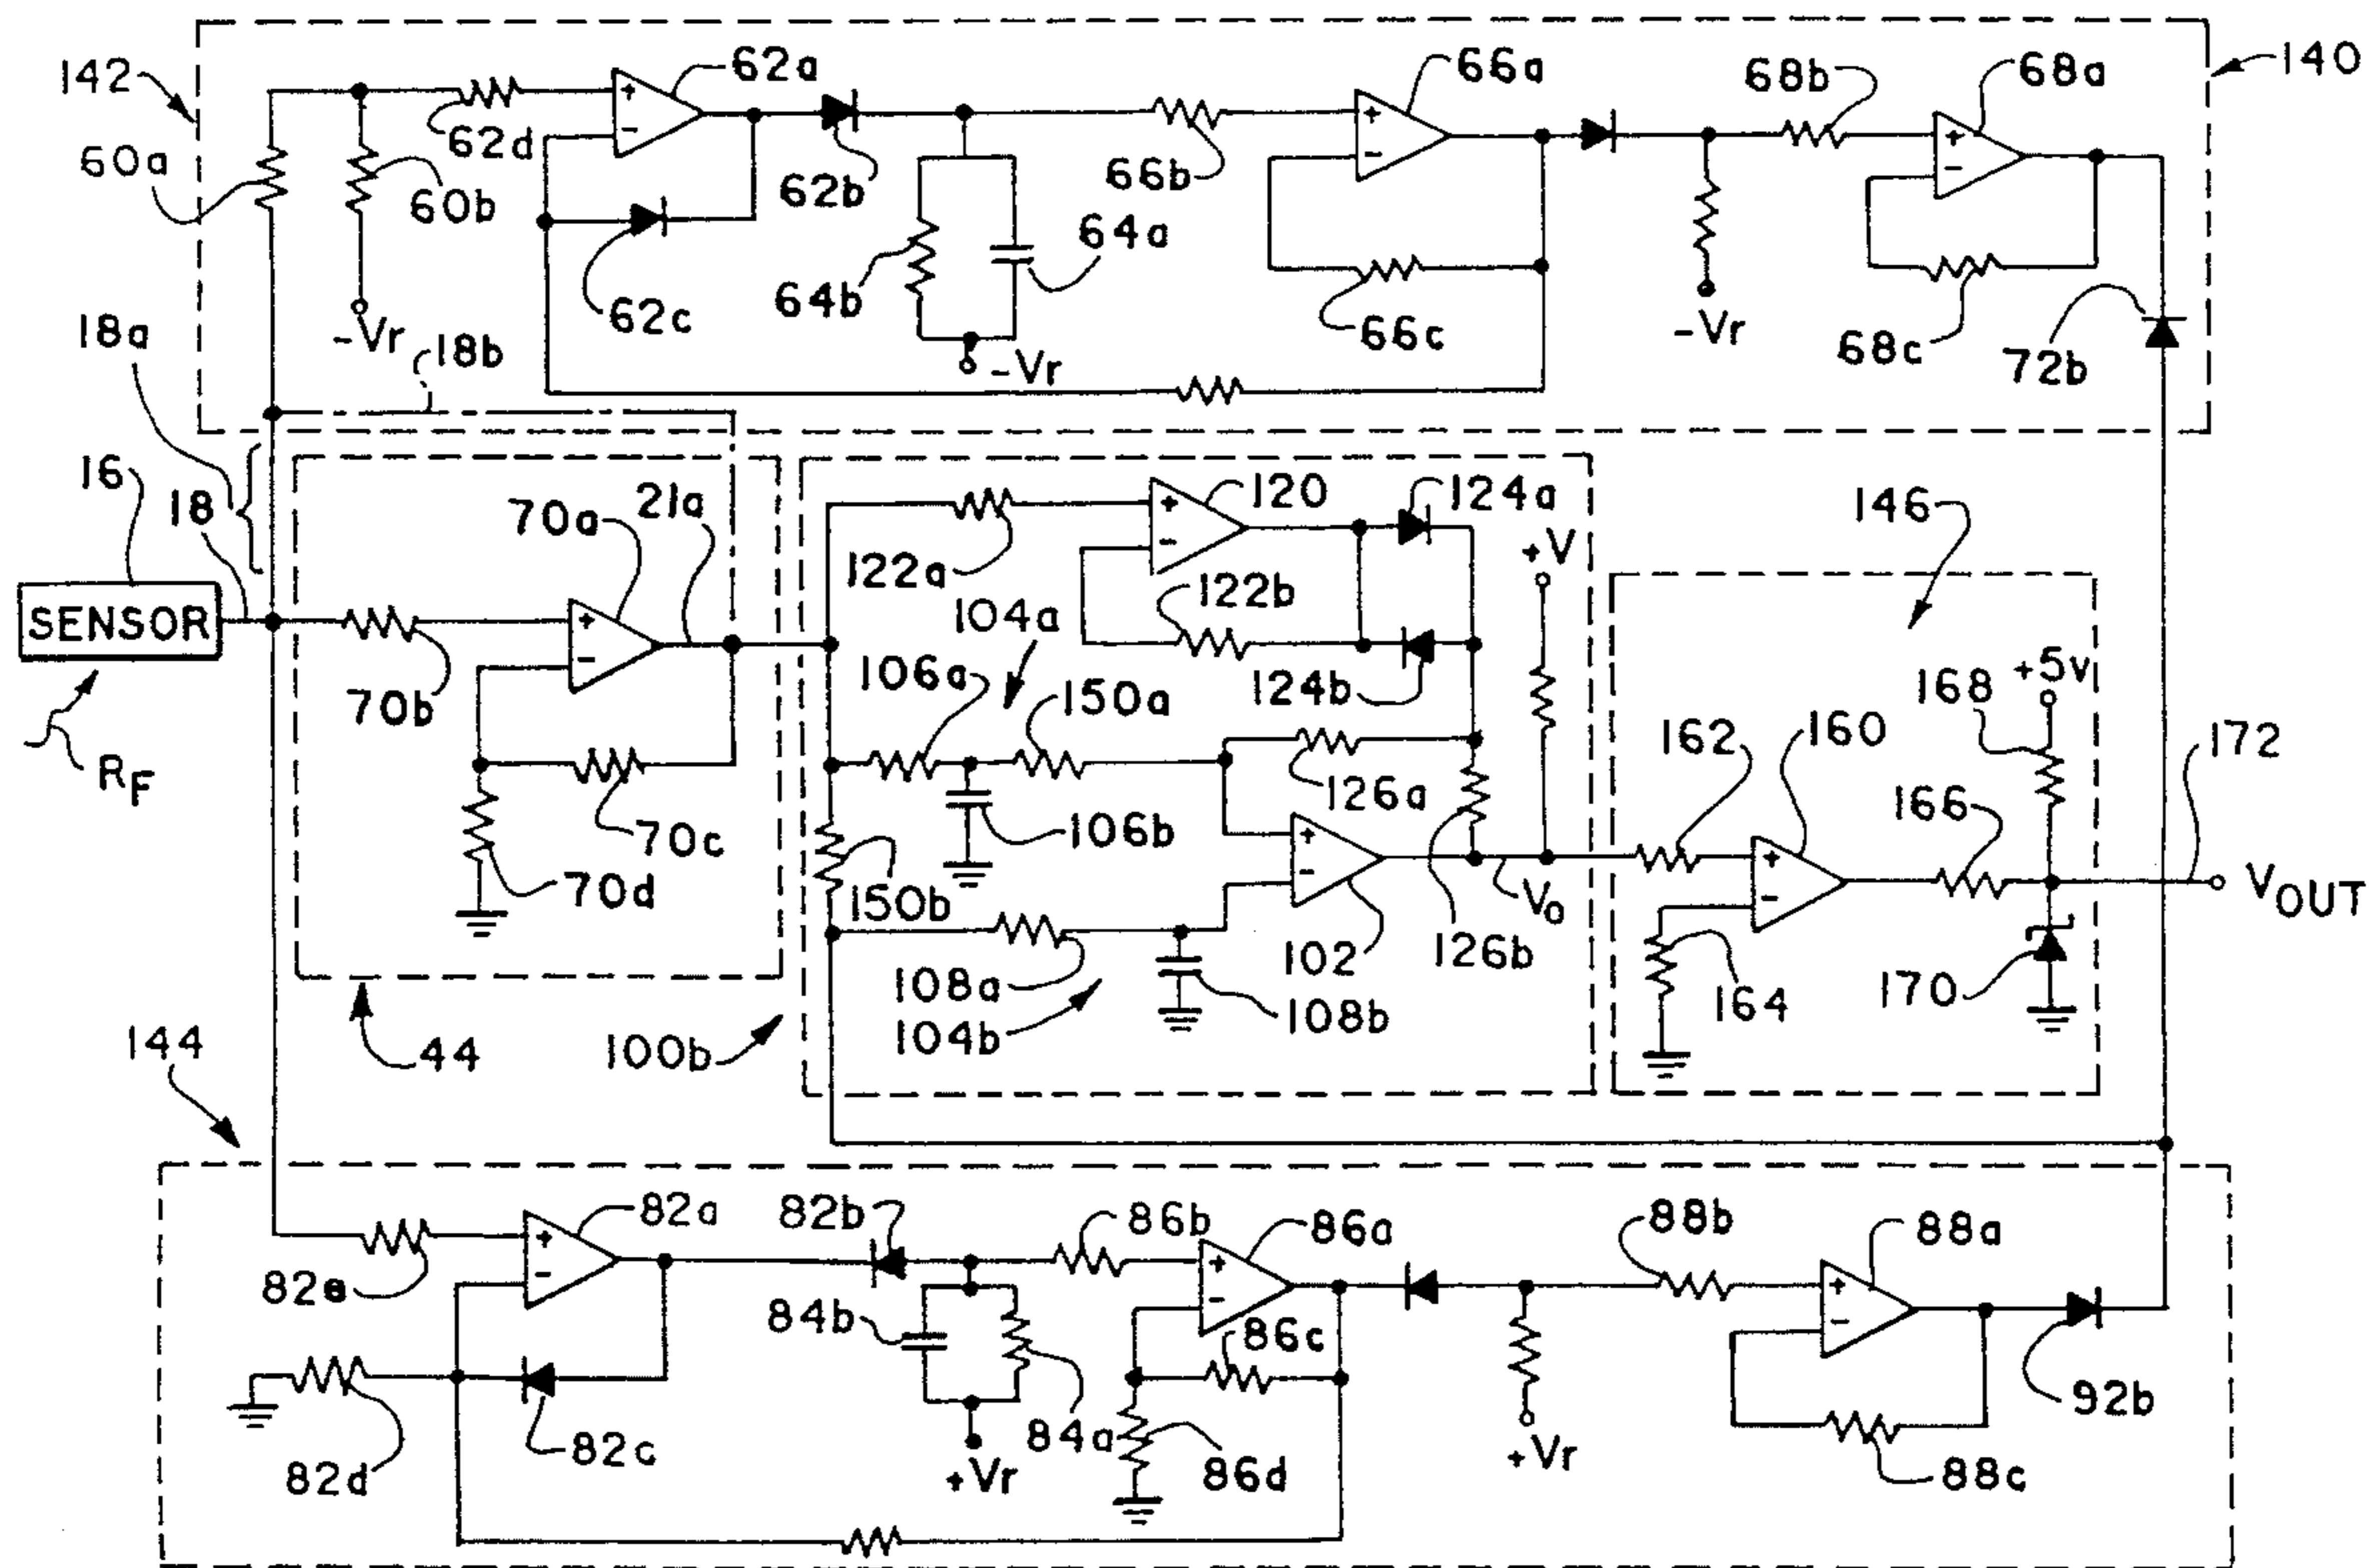 142
62a
66a
68b
68a
140
60a
62d
60b
62b
66b
64a
64b
62c
66c
68c
72b
-Vr
-Vr
-Vr
18a
18b
16
18
70a
21a
120
124a
146
+V
122a
122b
104a
SENSOR
70b
106a
150a
124b
168
+5v
162
160
172
RF
126a
166
70c
106b
70d
150b
Vo
VOUT
102
126b
108a
164
170
144
44
100b
104b
108b
82a
82b
86b
86a
88b
88a
82e
84b
86c
82c
84a
92b
82d
+Vr
86d
+Vr
88c
+
-
+
-
+
-
+
-
+
-
+
-
+
-
+
-
+
-
+
-